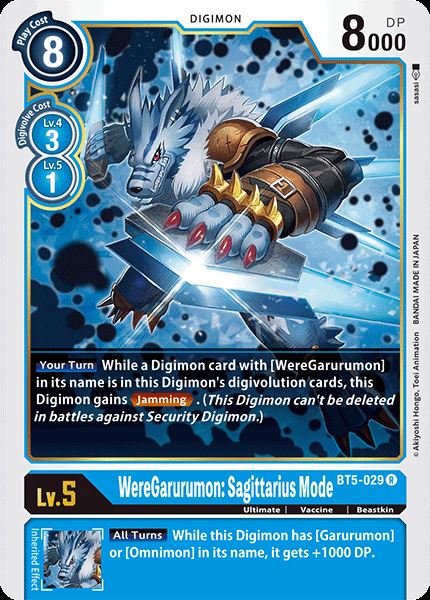 DIGIMON
Play Cost
8
8000 DP
Digivolve Cost
Lv.4
3
Lv.5
1
sasasi
© Akiyoshi Hongo, Toei Animation BANDAI MADE IN JAPAN
Your Turn While a Digimon card with [WereGarurumon]
in its name is in this Digimon's digivolution cards, this
Digimon gains Jamming. (This Digimon can't be deleted
in battles against Security Digimon.)
Lv.5
WereGarurumon: Sagittarius Mode BT5-029 R
Ultimate | Vaccine | Beastkin
Inherited Effect
All Turns While this Digimon has [Garurumon]
or [Omnimon] in its name, it gets +1000 DP.